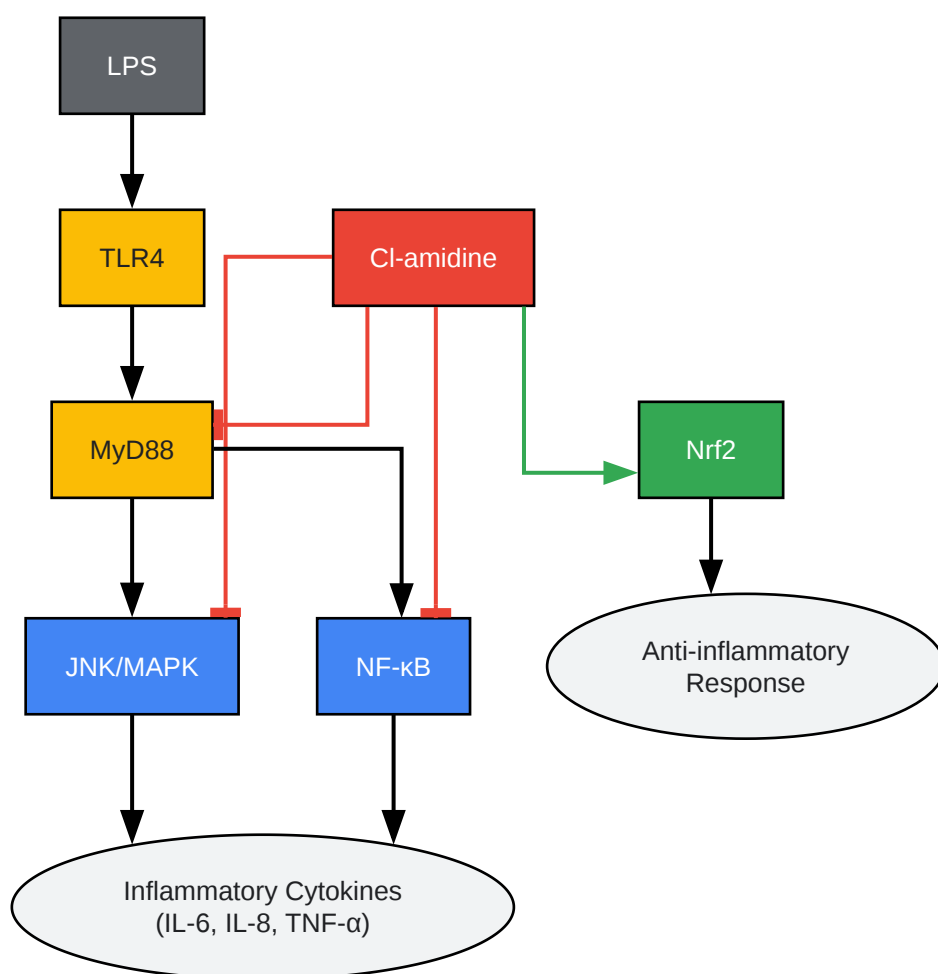 LPS
TLR4
Cl-amidine
MyD88
Nrf2
JNK/MAPK
NF-κB
Anti-inflammatory
Response
Inflammatory Cytokines
(IL-6, IL-8, TNF-α)